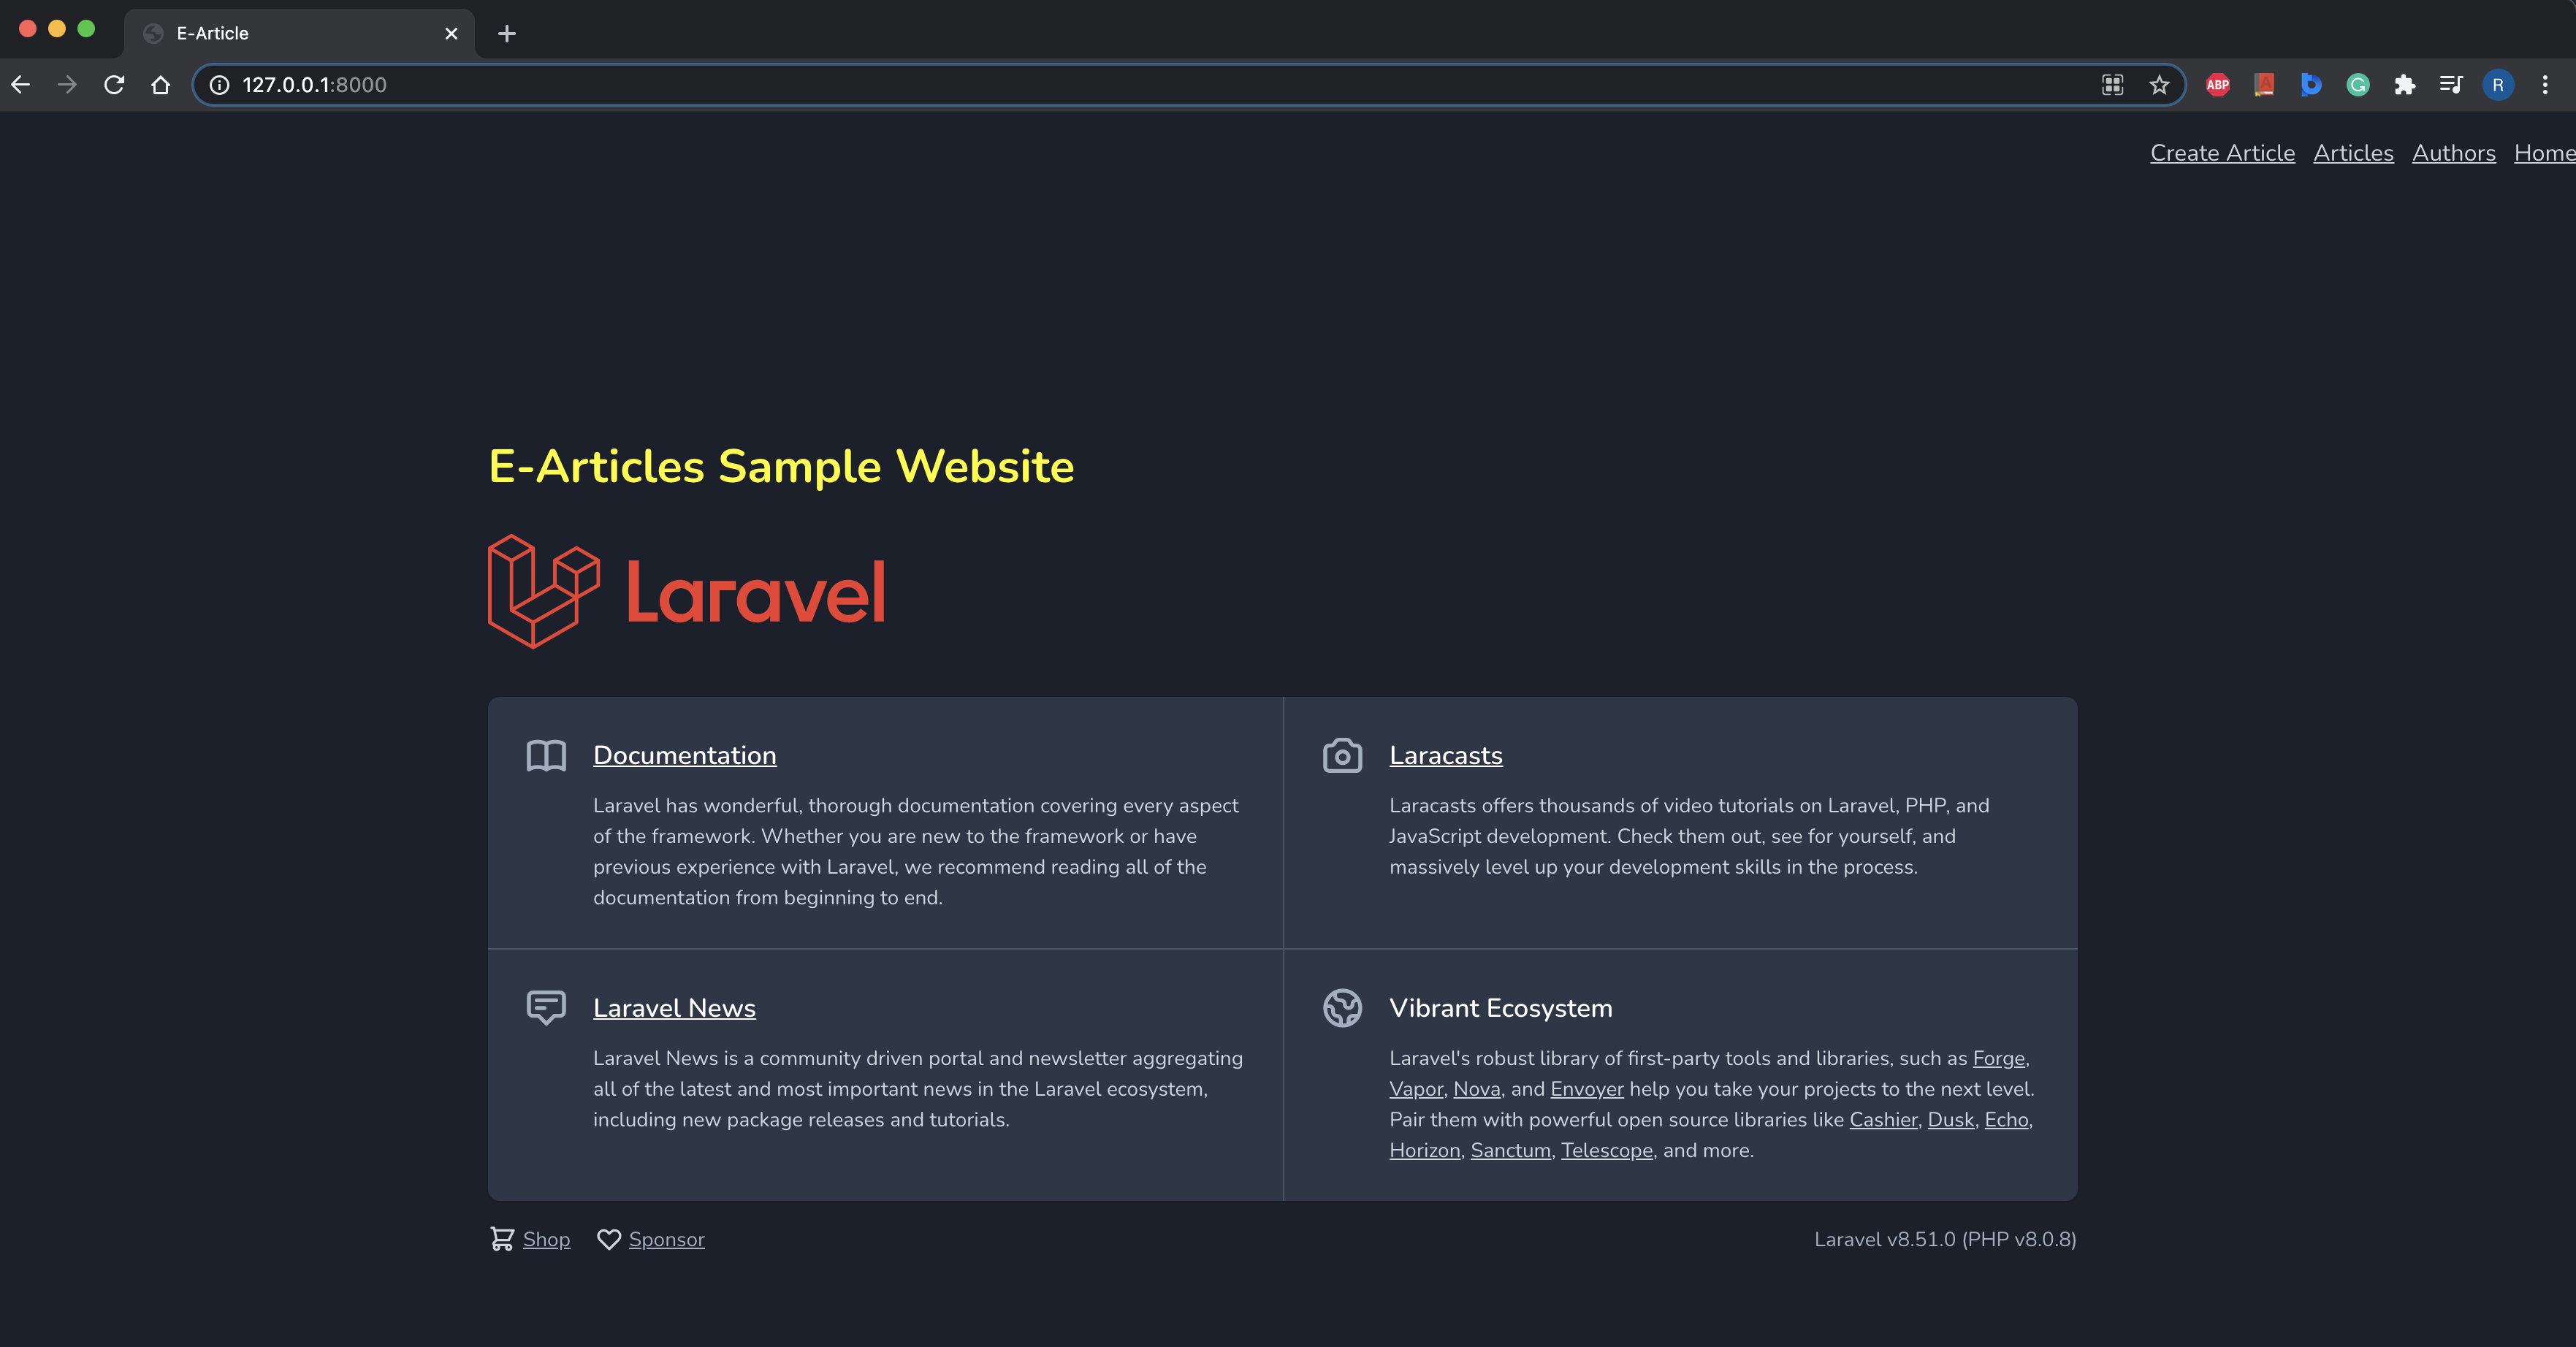 E-Article
127.0.0.1:8000
ABP
R
Create Article Articles Authors Home
E-Articles Sample Website
Laravel
Documentation
Laravel has wonderful, thorough documentation covering every aspect
of the framework. Whether you are new to the framework or have
previous experience with Laravel, we recommend reading all of the
documentation from beginning to end.
Laracasts
Laracasts offers thousands of video tutorials on Laravel, PHP, and
JavaScript development. Check them out, see for yourself, and
massively level up your development skills in the process.
Laravel News
Laravel News is a community driven portal and newsletter aggregating
all of the latest and most important news in the Laravel ecosystem,
including new package releases and tutorials.
Vibrant Ecosystem
Laravel's robust library of first-party tools and libraries, such as Forge,
Vapor, Nova, and Envoyer help you take your projects to the next level.
Pair them with powerful open source libraries like Cashier, Dusk, Echo,
Horizon, Sanctum, Telescope, and more.
Shop Sponsor
Laravel v8.51.0 (PHP v8.0.8)